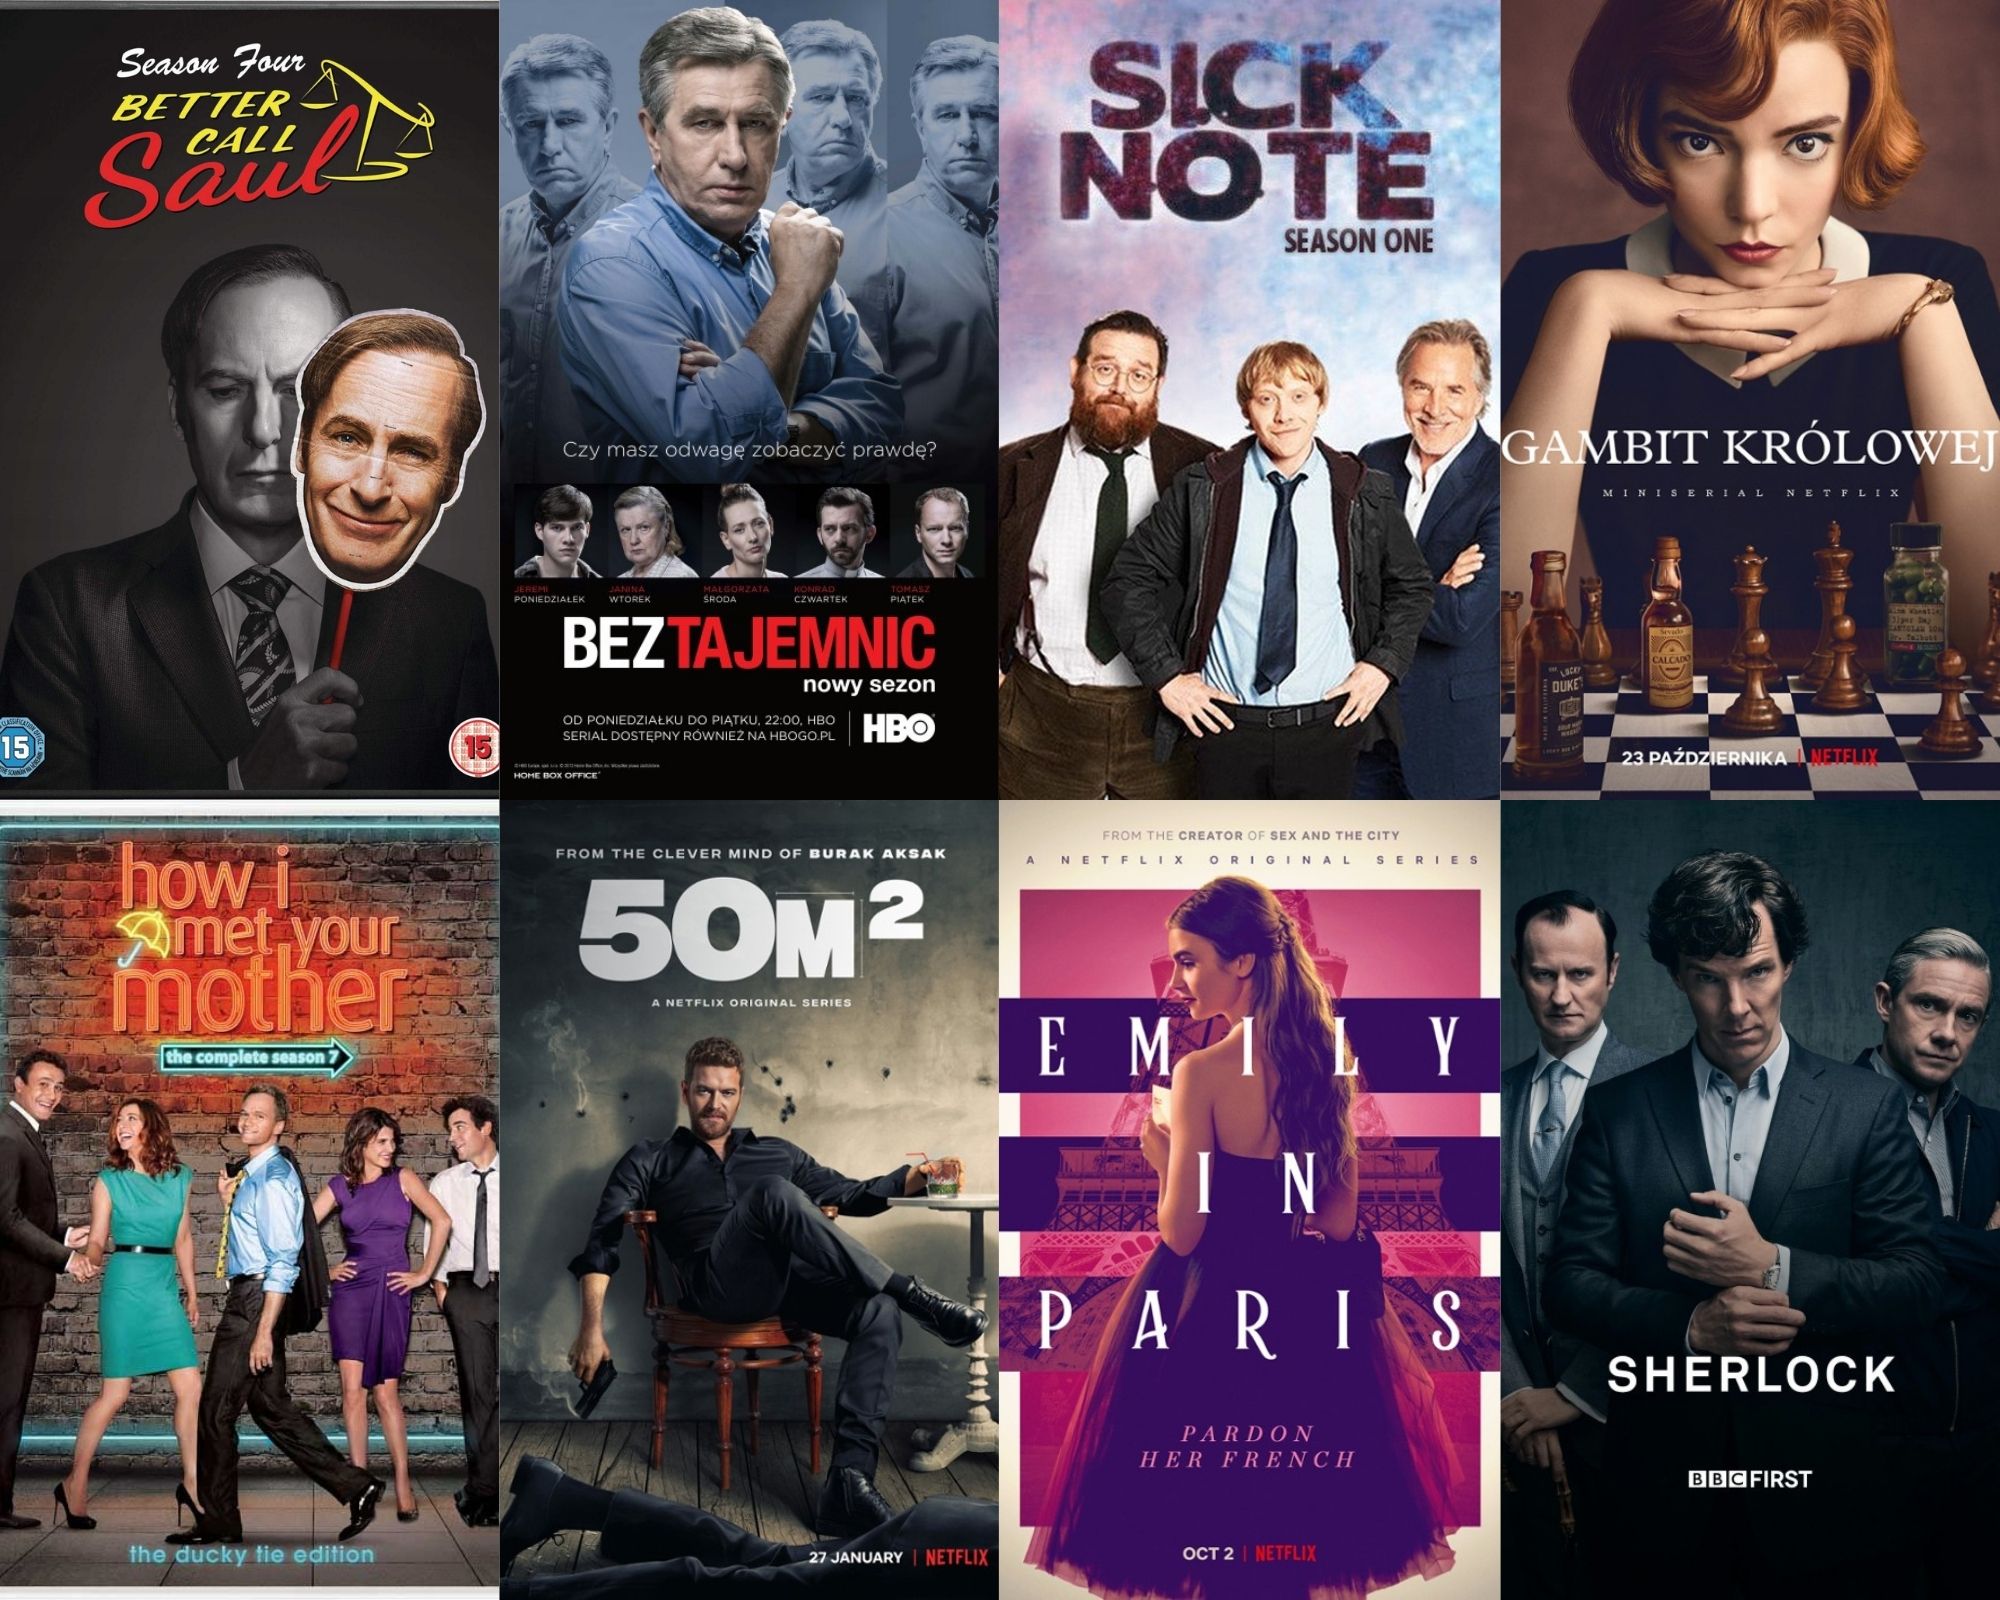 Season Four
BETTER
CALL
Saul
15
15
Czy masz odwagę zobaczyć prawdę?
JEREMI
PONIEDZIAŁEK
JANINA
WTOREK
MAŁGORZATA
ŚRODA
KONRAD
CZWARTEK
TOMASZ
PIĄTEK
BEZ TAJEMNIC
nowy sezon
OD PONIEDZIAŁKU DO PIĄTKU, 22:00, HBO
SERIAL DOSTĘPNY RÓWNIEŻ NA HBOGO.PL
HBO
HOME BOX OFFICE
SICK
NOTE
SEASON ONE
GAMBIT KRÓLOWEJ
MINISERIAL NETFLIX
LUCKY
DUKE'S
CALCADO
23 PAŹDZIERNIKA | NETFLIX
how i
met your
mother
the complete season 7
the ducky tie edition
FROM THE CLEVER MIND OF BURAK AKSAK
50M2
A NETFLIX ORIGINAL SERIES
27 JANUARY | NETFLIX
FROM THE CREATOR OF SEX AND THE CITY
A NETFLIX ORIGINAL SERIES
EMILY
IN
PARIS
PARDON
HER FRENCH
OCT 2 | NETFLIX
SHERLOCK
BBC FIRST